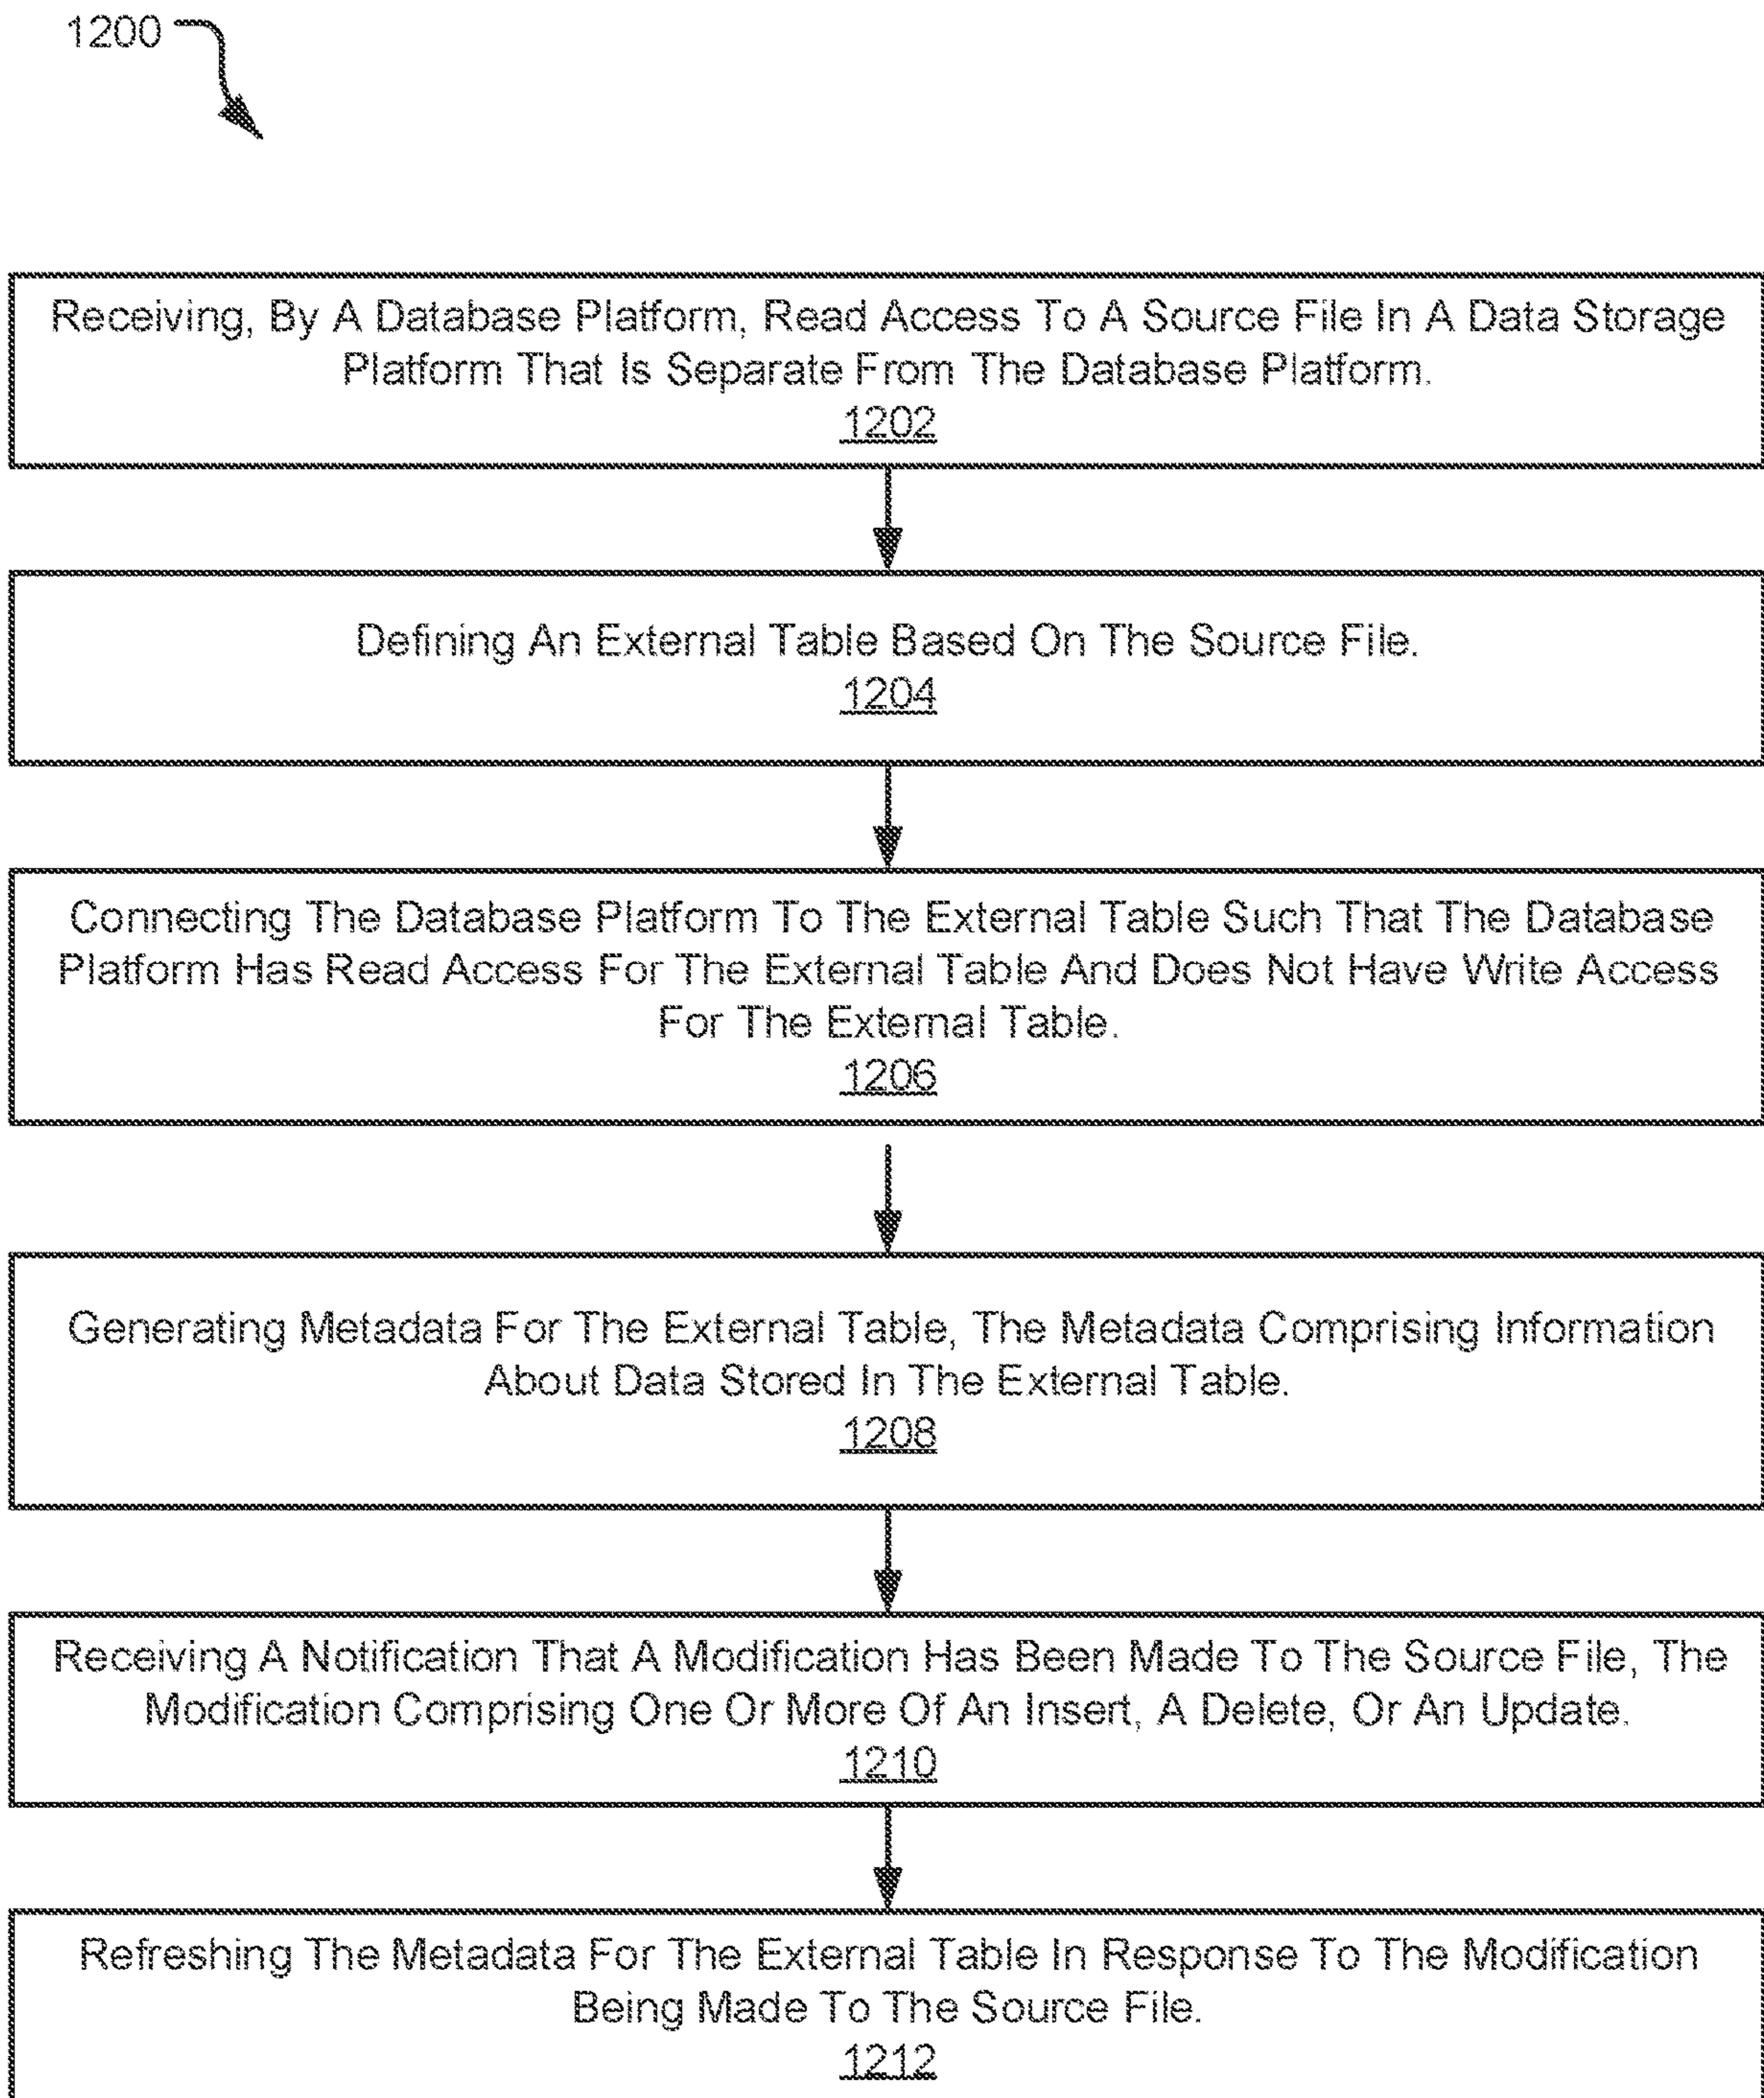 1200
Receiving, By A Database Platform, Read Access To A Source File In A Data Storage
Platform That Is Separate From The Database Platform.
1202
Defining An External Table Based On The Source File.
1204
Connecting The Database Platform To The External Table Such That The Database
Platform Has Read Access For The External Table And Does Not Have Write Access
For The External Table.
1206
Generating Metadata For The External Table, The Metadata Comprising Information
About Data Stored In The External Table.
1208
Receiving A Notification That A Modification Has Been Made To The Source File, The
Modification Comprising One Or More Of An Insert, A Delete, Or An Update.
1210
Refreshing The Metadata For The External Table In Response To The Modification
Being Made To The Source File.
1212